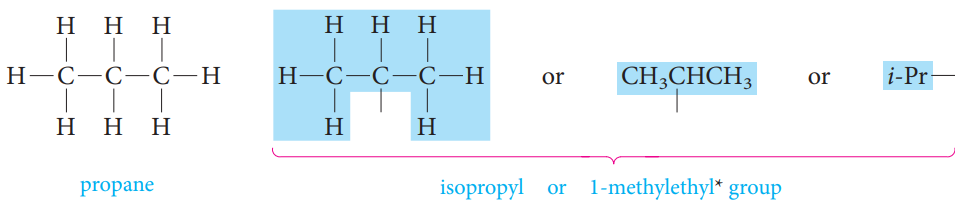 H H H H H H
H—C—C—C—H H—C—C—C—H or CH₃CHCH₃ or i-Pr—
H H H H H
propane isopropyl or 1-methylethyl* group